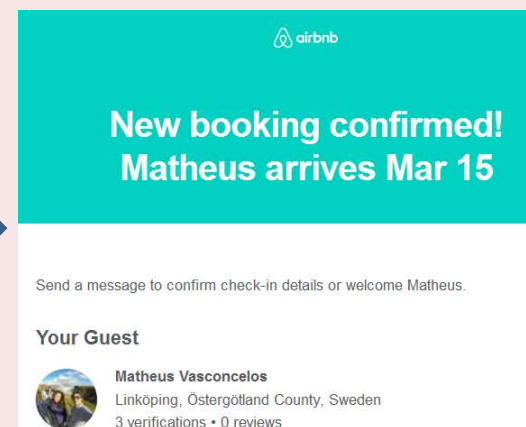 airbnb
New booking confirmed!
Matheus arrives Mar 15
Send a message to confirm check-in details or welcome Matheus.
Your Guest
Matheus Vasconcelos
Linköping, Östergötland County, Sweden
3 verifications • 0 reviews